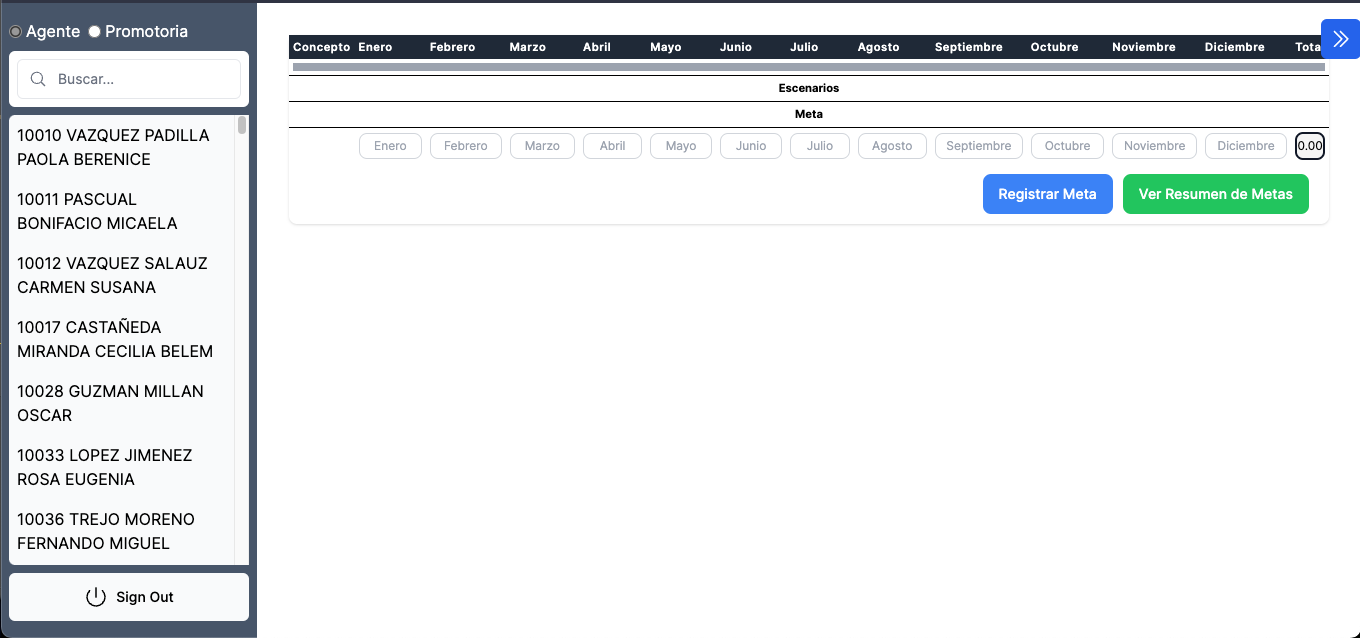 Agente Promotoria
Buscar...
10010 VAZQUEZ PADILLA
PAOLA BERENICE
10011 PASCUAL
BONIFACIO MICAELA
10012 VAZQUEZ SALAUZ
CARMEN SUSANA
10017 CASTAÑEDA
MIRANDA CECILIA BELEM
10028 GUZMAN MILLAN
OSCAR
10033 LOPEZ JIMENEZ
ROSA EUGENIA
10036 TREJO MORENO
FERNANDO MIGUEL
Sign Out
Concepto Enero Febrero Marzo Abril Mayo Junio Julio Agosto Septiembre Octubre Noviembre Diciembre Tota
Escenarios
Meta
Enero Febrero Marzo Abril Mayo Junio Julio Agosto Septiembre Octubre Noviembre Diciembre 0.00
Registrar Meta Ver Resumen de Metas